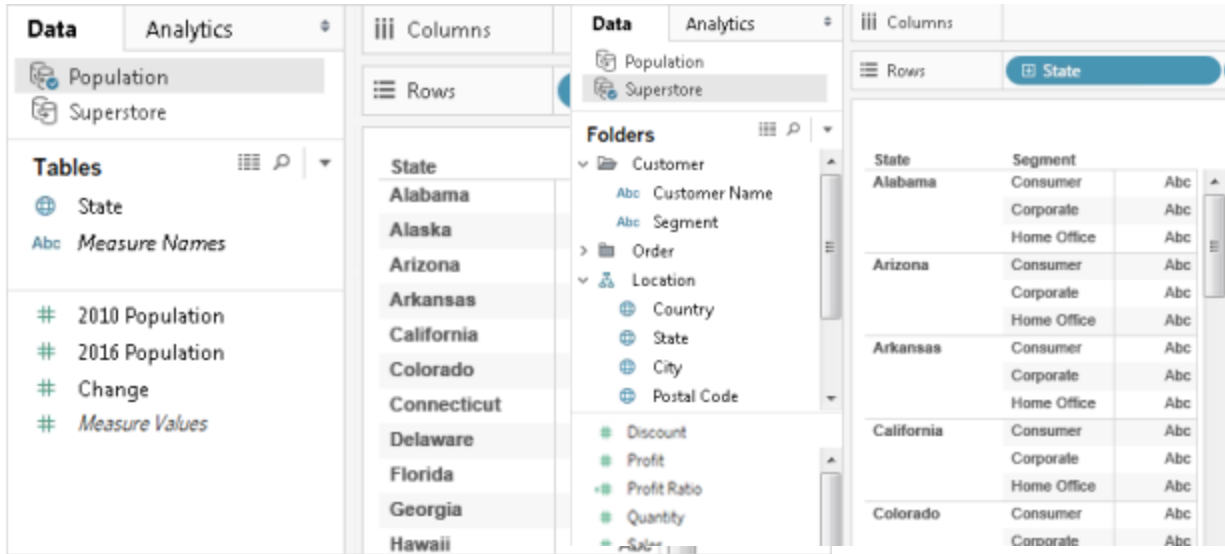 Data Analytics
Population
Superstore
Tables
State
Abc Measure Names
# 2010 Population
# 2016 Population
# Change
# Measure Values
Columns
Rows
State
Alabama
Alaska
Arizona
Arkansas
California
Colorado
Connecticut
Delaware
Florida
Georgia
Hawaii
Data Analytics
Population
Superstore
Folders
Customer
Abc Customer Name
Abc Segment
Order
Location
Country
State
City
Postal Code
# Discount
# Profit
=# Profit Ratio
# Quantity
# Sales
Columns
Rows State
State Segment
Alabama Consumer Abc
Corporate Abc
Home Office Abc
Arizona Consumer Abc
Corporate Abc
Home Office Abc
Arkansas Consumer Abc
Corporate Abc
Home Office Abc
California Consumer Abc
Corporate Abc
Home Office Abc
Colorado Consumer Abc
Corporate Abc